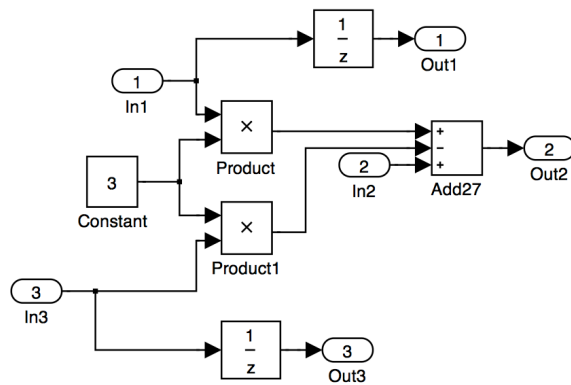 1
z
1
Out1
1
In1
×
Product
+
−
+
Add27
2
In2
2
Out2
3
Constant
×
Product1
3
In3
1
z
3
Out3